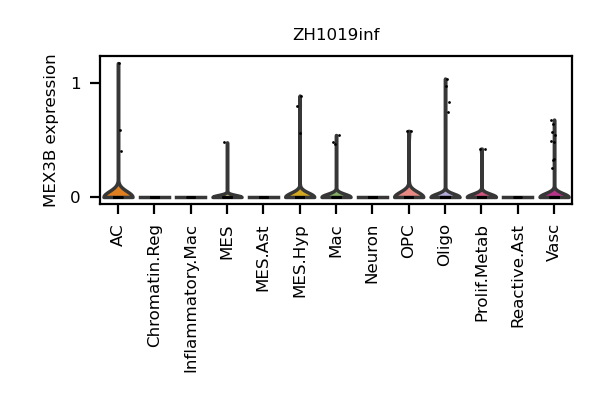 ZH1019inf
MEX3B expression
1
0
AC
Chromatin.Reg
Inflammatory.Mac
MES
MES.Ast
MES.Hyp
Mac
Neuron
OPC
Oligo
Prolif.Metab
Reactive.Ast
Vasc